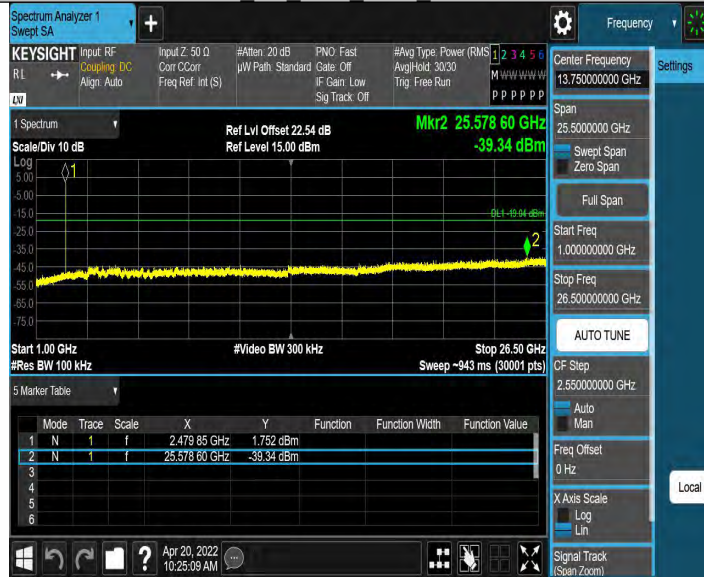 Spectrum Analyzer 1
Swept SA
Frequency
KEYSIGHT
RL
LXI
Input: RF
Coupling: DC
Align: Auto
Input Z: 50 Ω
Corr CCorr
Freq Ref: Int (S)
#Atten: 20 dB
µW Path: Standard
PNO: Fast
Gate: Off
IF Gain: Low
Sig Track: Off
#Avg Type: Power (RMS
Avg|Hold: 30/30
Trig: Free Run
1 2 3 4 5 6
M W W W W W
P P P P P P
1 Spectrum
Scale/Div 10 dB
Ref Lvl Offset 22.54 dB
Ref Level 15.00 dBm
Mkr2 25.578 60 GHz
-39.34 dBm
Log
5.00
-5.00
-15.0
-25.0
-35.0
-45.0
-55.0
-65.0
-75.0
1
DL1 -19.04 dBm
2
Start 1.00 GHz
#Res BW 100 kHz
#Video BW 300 kHz
Stop 26.50 GHz
Sweep ~943 ms (30001 pts)
5 Marker Table
Mode Trace Scale X Y Function Function Width Function Value
1 N 1 f 2.479 85 GHz 1.752 dBm
2 N 1 f 25.578 60 GHz -39.34 dBm
3
4
5
6
?
Apr 20, 2022
10:25:09 AM
Center Frequency
13.750000000 GHz
Settings
Span
25.5000000 GHz
Swept Span
Zero Span
Full Span
Start Freq
1.000000000 GHz
Stop Freq
26.500000000 GHz
AUTO TUNE
CF Step
2.550000000 GHz
Auto
Man
Freq Offset
0 Hz
Local
X Axis Scale
Log
Lin
Signal Track
(Span Zoom)